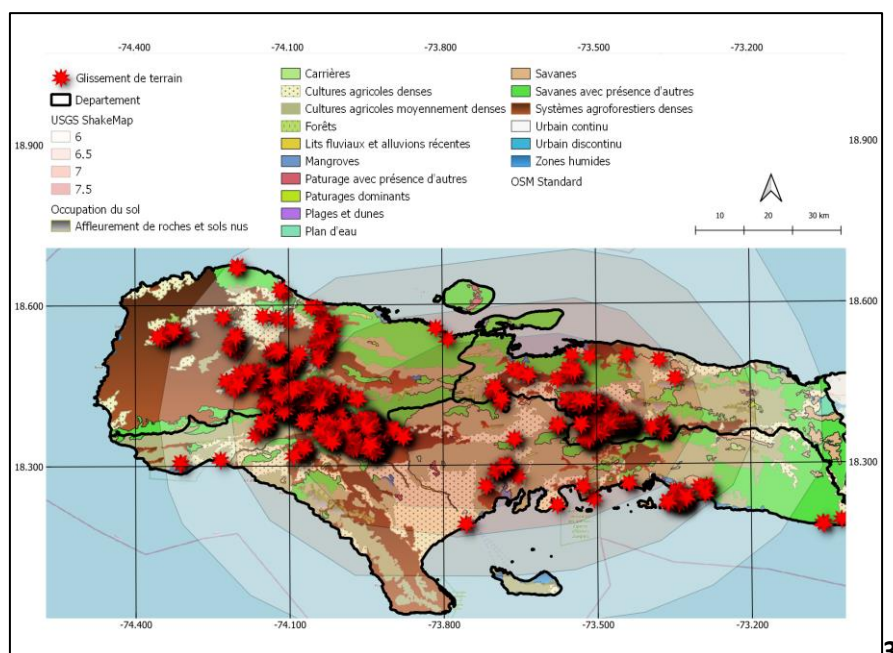 -74.400 -74.100 -73.800 -73.500 -73.200
Glissement de terrain
Departement
USGS ShakeMap
6
6.5
7
7.5
Occupation du sol
Affleurement de roches et sols nus
Carrières
Cultures agricoles denses
Cultures agricoles moyennement denses
Forêts
Lits fluviaux et alluvions récentes
Mangroves
Paturage avec présence d'autres
Paturages dominants
Plages et dunes
Plan d'eau
Savanes
Savanes avec présence d'autres
Systèmes agroforestiers denses
Urbain continu
Urbain discontinu
Zones humides
OSM Standard
18.900 18.900
10 20 30 km
18.600 18.600
18.300 18.300
-74.400 -74.100 -73.800 -73.500 -73.200